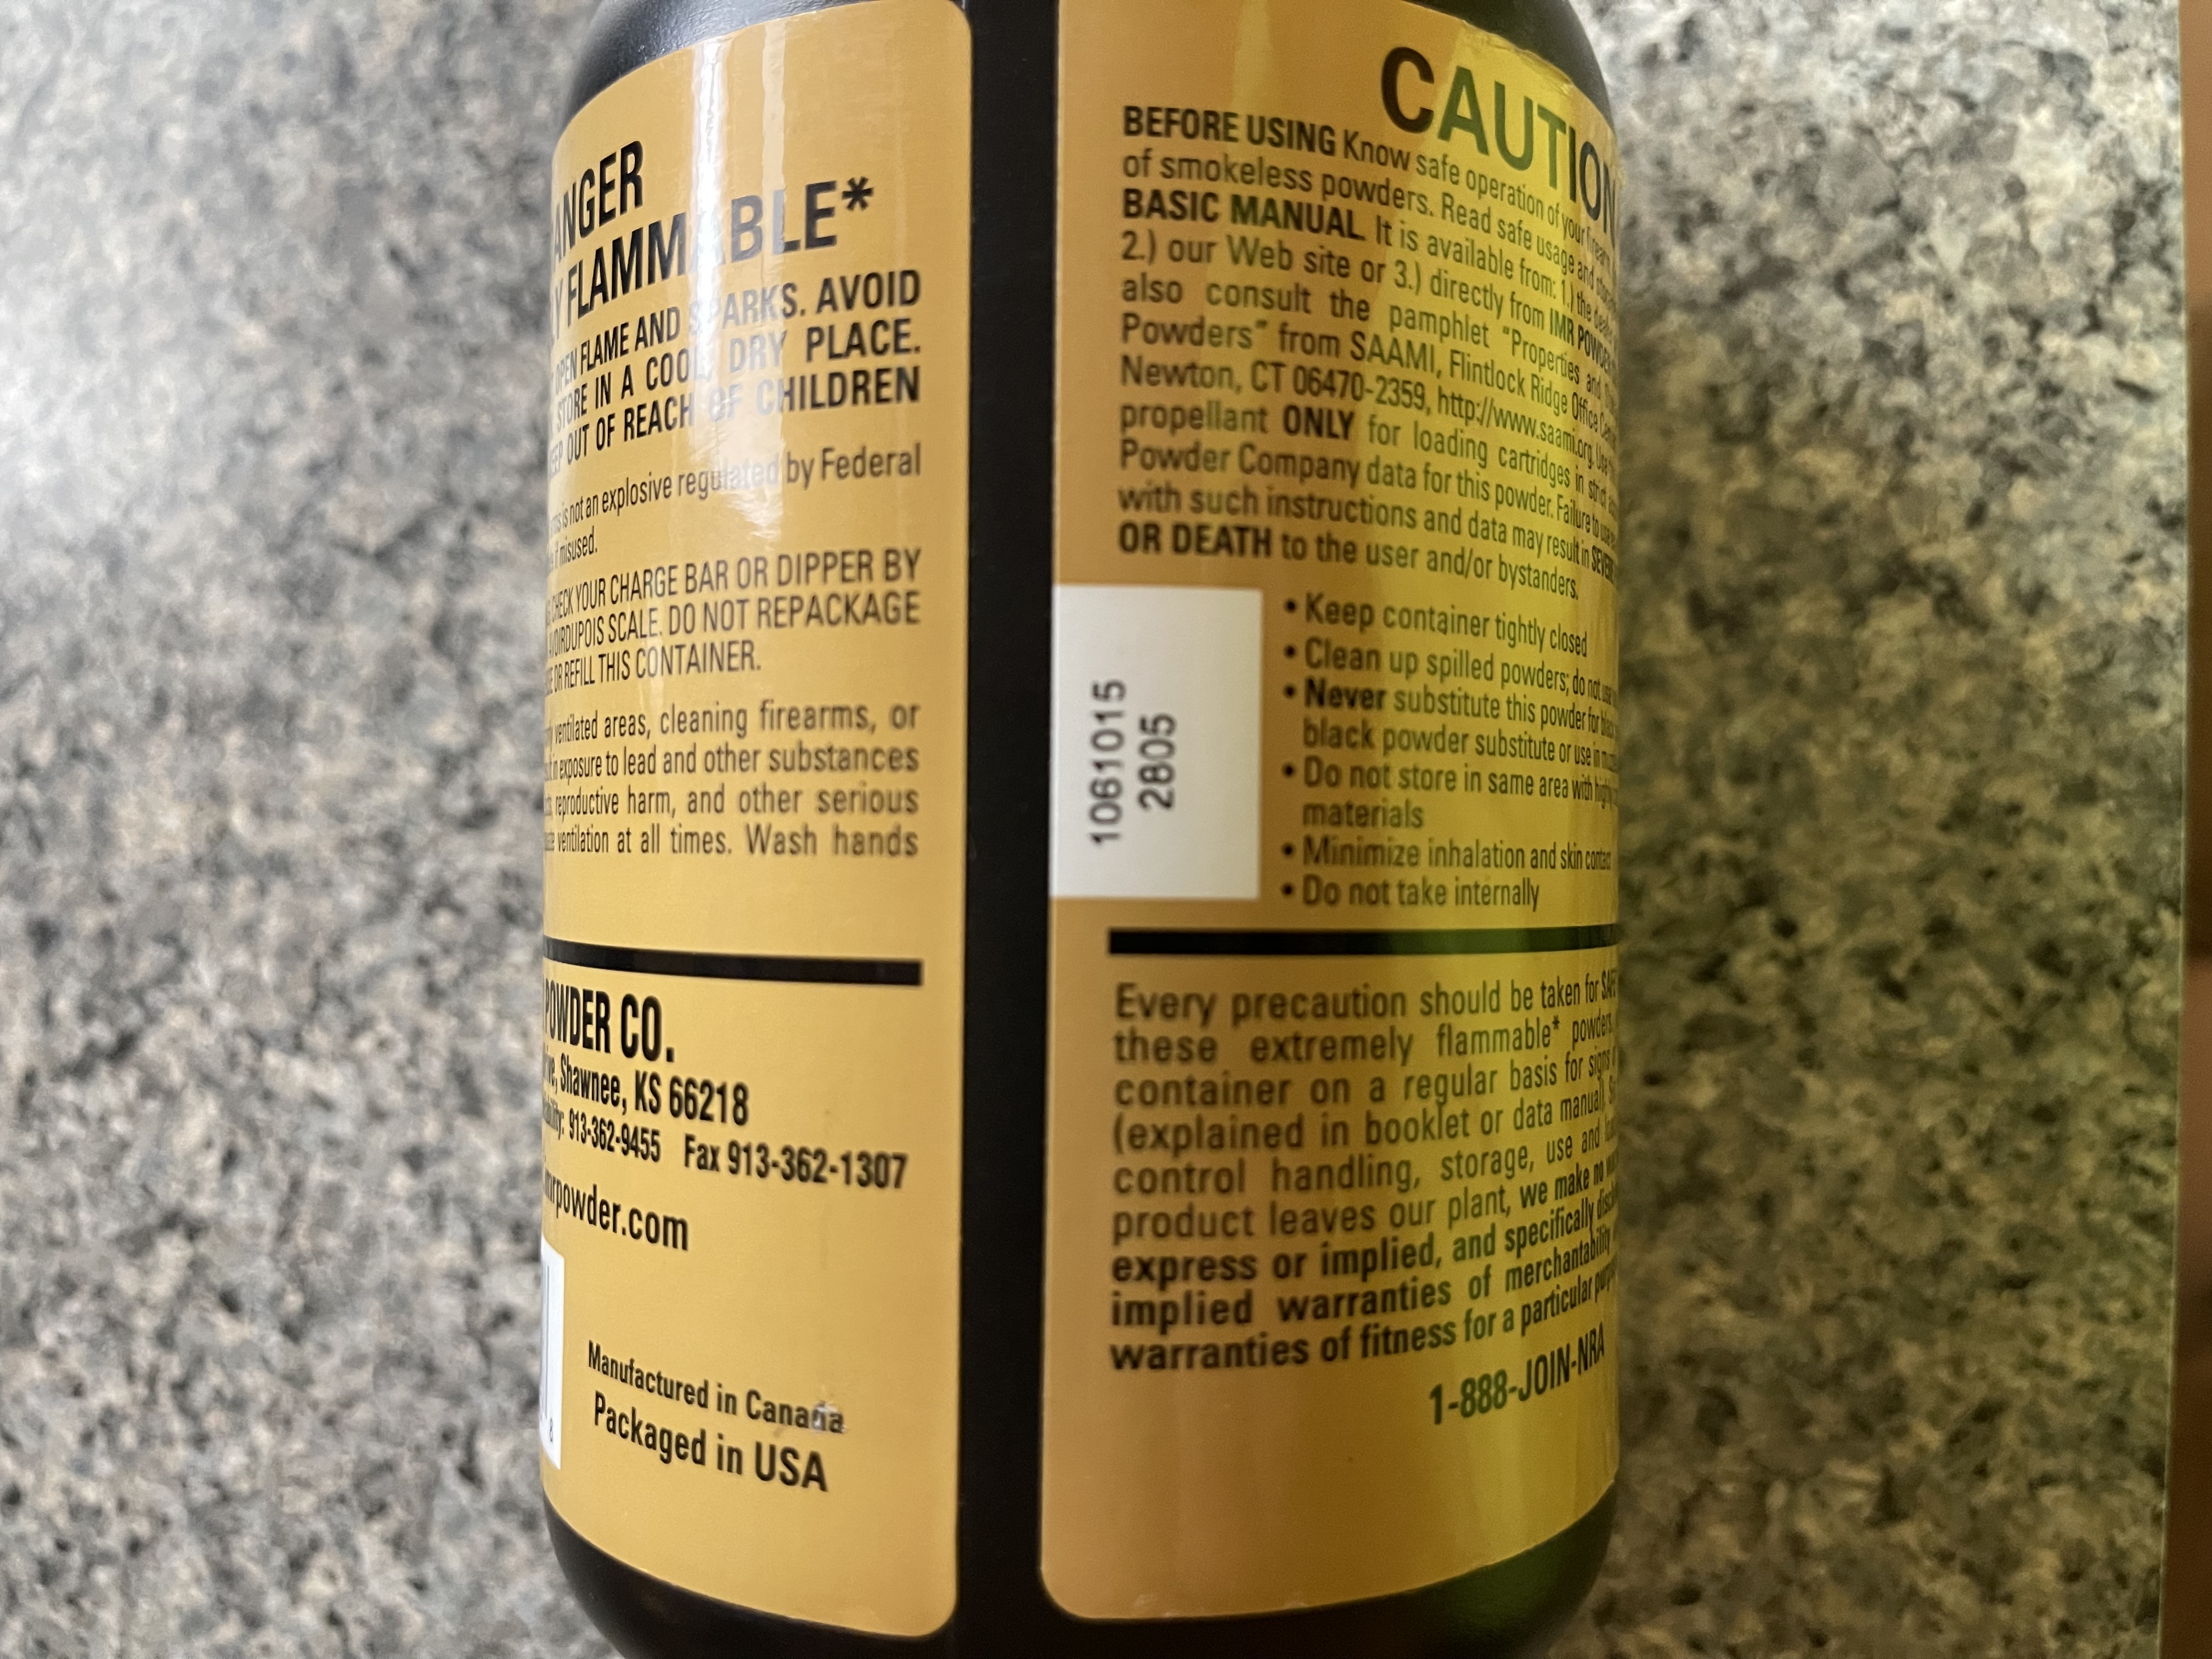 ANGER
Y FLAMMABLE*
OPEN FLAME AND SPARKS. AVOID
STORE IN A COOL, DRY PLACE.
EEP OUT OF REACH OF CHILDREN
is not an explosive regulated by Federal
if misused.
CHECK YOUR CHARGE BAR OR DIPPER BY
AVOIRDUPOIS SCALE. DO NOT REPACKAGE
OR REFILL THIS CONTAINER.
ventilated areas, cleaning firearms, or
in exposure to lead and other substances
reproductive harm, and other serious
ventilation at all times. Wash hands
POWDER CO.
Shawnee, KS 66218
913-362-9455 Fax 913-362-1307
mrpowder.com
8
Manufactured in Canada
Packaged in USA
CAUTION
BEFORE USING Know safe operation of your firearm
of smokeless powders. Read safe usage and
BASIC MANUAL. It is available from: 1.) the
2.) our Web site or 3.) directly from IMR POWDER
also consult the pamphlet "Properties and
Powders" from SAAMI, Flintlock Ridge Office
Newton, CT 06470-2359, http://www.saami.org. Use
propellant ONLY for loading cartridges in strict
Powder Company data for this powder. Failure to
with such instructions and data may result in SEVERE
OR DEATH to the user and/or bystanders.
• Keep container tightly closed
• Clean up spilled powders; do not use
• Never substitute this powder for
black powder substitute or use in
• Do not store in same area with
materials
• Minimize inhalation and skin contact
• Do not take internally
1061015
2805
Every precaution should be taken for
these extremely flammable* powders.
container on a regular basis for signs
(explained in booklet or data manual).
control handling, storage, use and
product leaves our plant, we make no
express or implied, and specifically
implied warranties of merchantability
warranties of fitness for a particular
1-888-JOIN-NRA